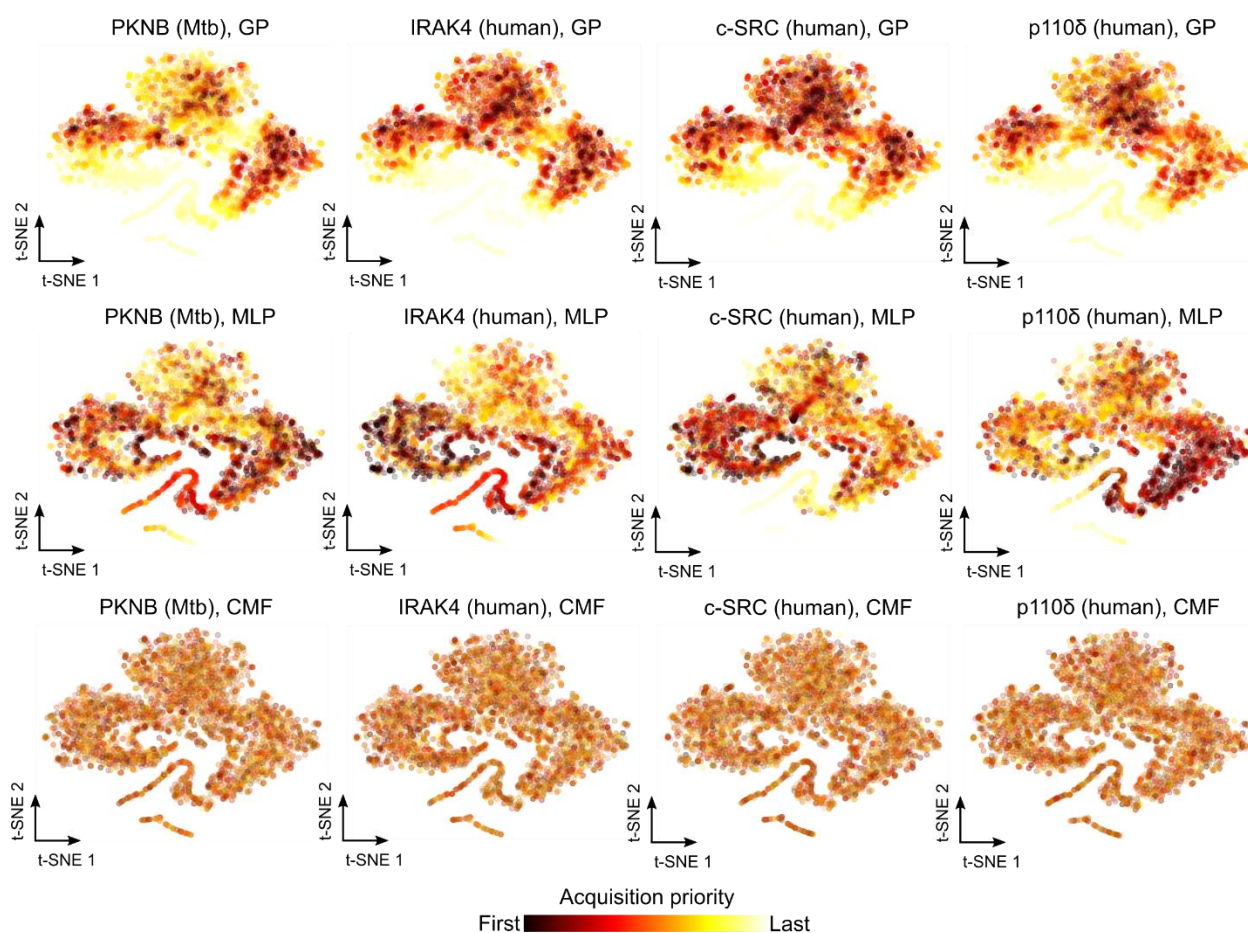 PKNB (Mtb), GP
IRAK4 (human), GP
c-SRC (human), GP
p110δ (human), GP
t-SNE 2
t-SNE 1
t-SNE 2
t-SNE 1
t-SNE 2
t-SNE 1
t-SNE 2
t-SNE 1
PKNB (Mtb), MLP
IRAK4 (human), MLP
c-SRC (human), MLP
p110δ (human), MLP
t-SNE 2
t-SNE 1
t-SNE 2
t-SNE 1
t-SNE 2
t-SNE 1
t-SNE 2
t-SNE 1
PKNB (Mtb), CMF
IRAK4 (human), CMF
c-SRC (human), CMF
p110δ (human), CMF
t-SNE 2
t-SNE 1
t-SNE 2
t-SNE 1
t-SNE 2
t-SNE 1
t-SNE 2
t-SNE 1
Acquisition priority
First Last